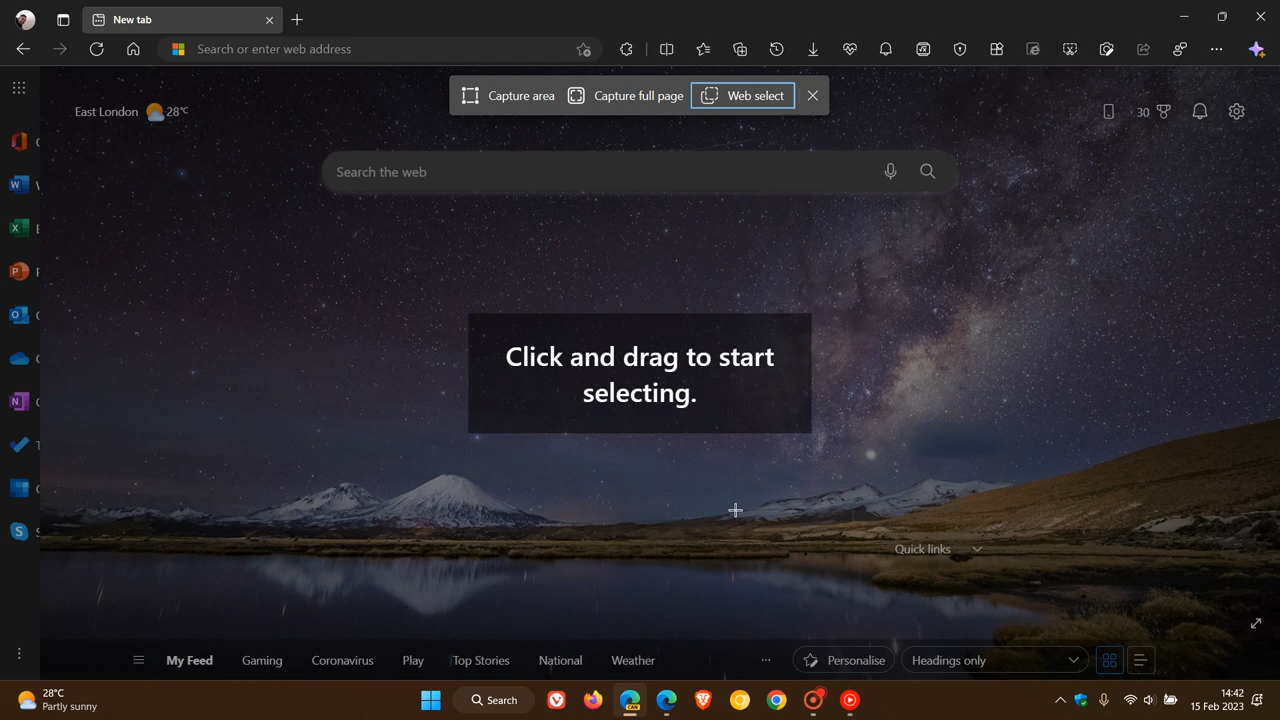 New tab
Search or enter web address
East London
28°C
Capture area
Capture full page
Web select
30
Search the web
Click and drag to start
selecting.
Quick links
My Feed
Gaming
Coronavirus
Play
Top Stories
National
Weather
Personalise
Headings only
28°C
Partly sunny
Search
CAN
14:42
15 Feb 2023